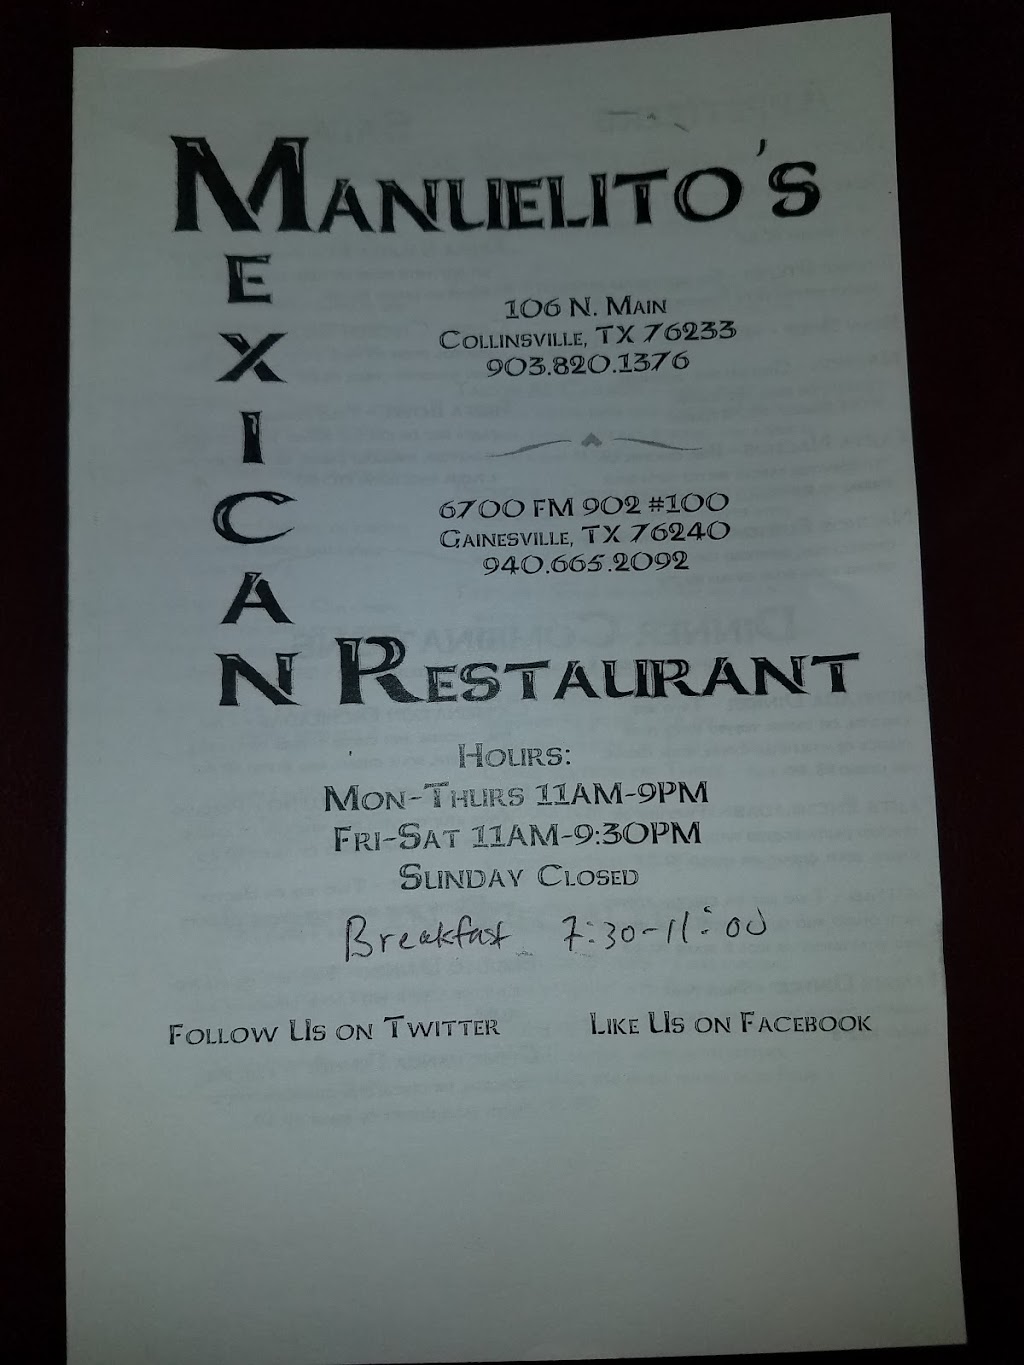 MANUELITO'S
MEXICAN
RESTAURANT
106 N. MAIN
COLLINSVILLE, TX 76233
903.820.1376
6700 FM 902 #100
GAINESVILLE, TX 76240
940.665.2092
HOURS:
MON-THURS 11AM-9PM
FRI-SAT 11AM-9:30PM
SUNDAY CLOSED
Breakfast 7:30-11:00
FOLLOW US ON TWITTER
LIKE US ON FACEBOOK